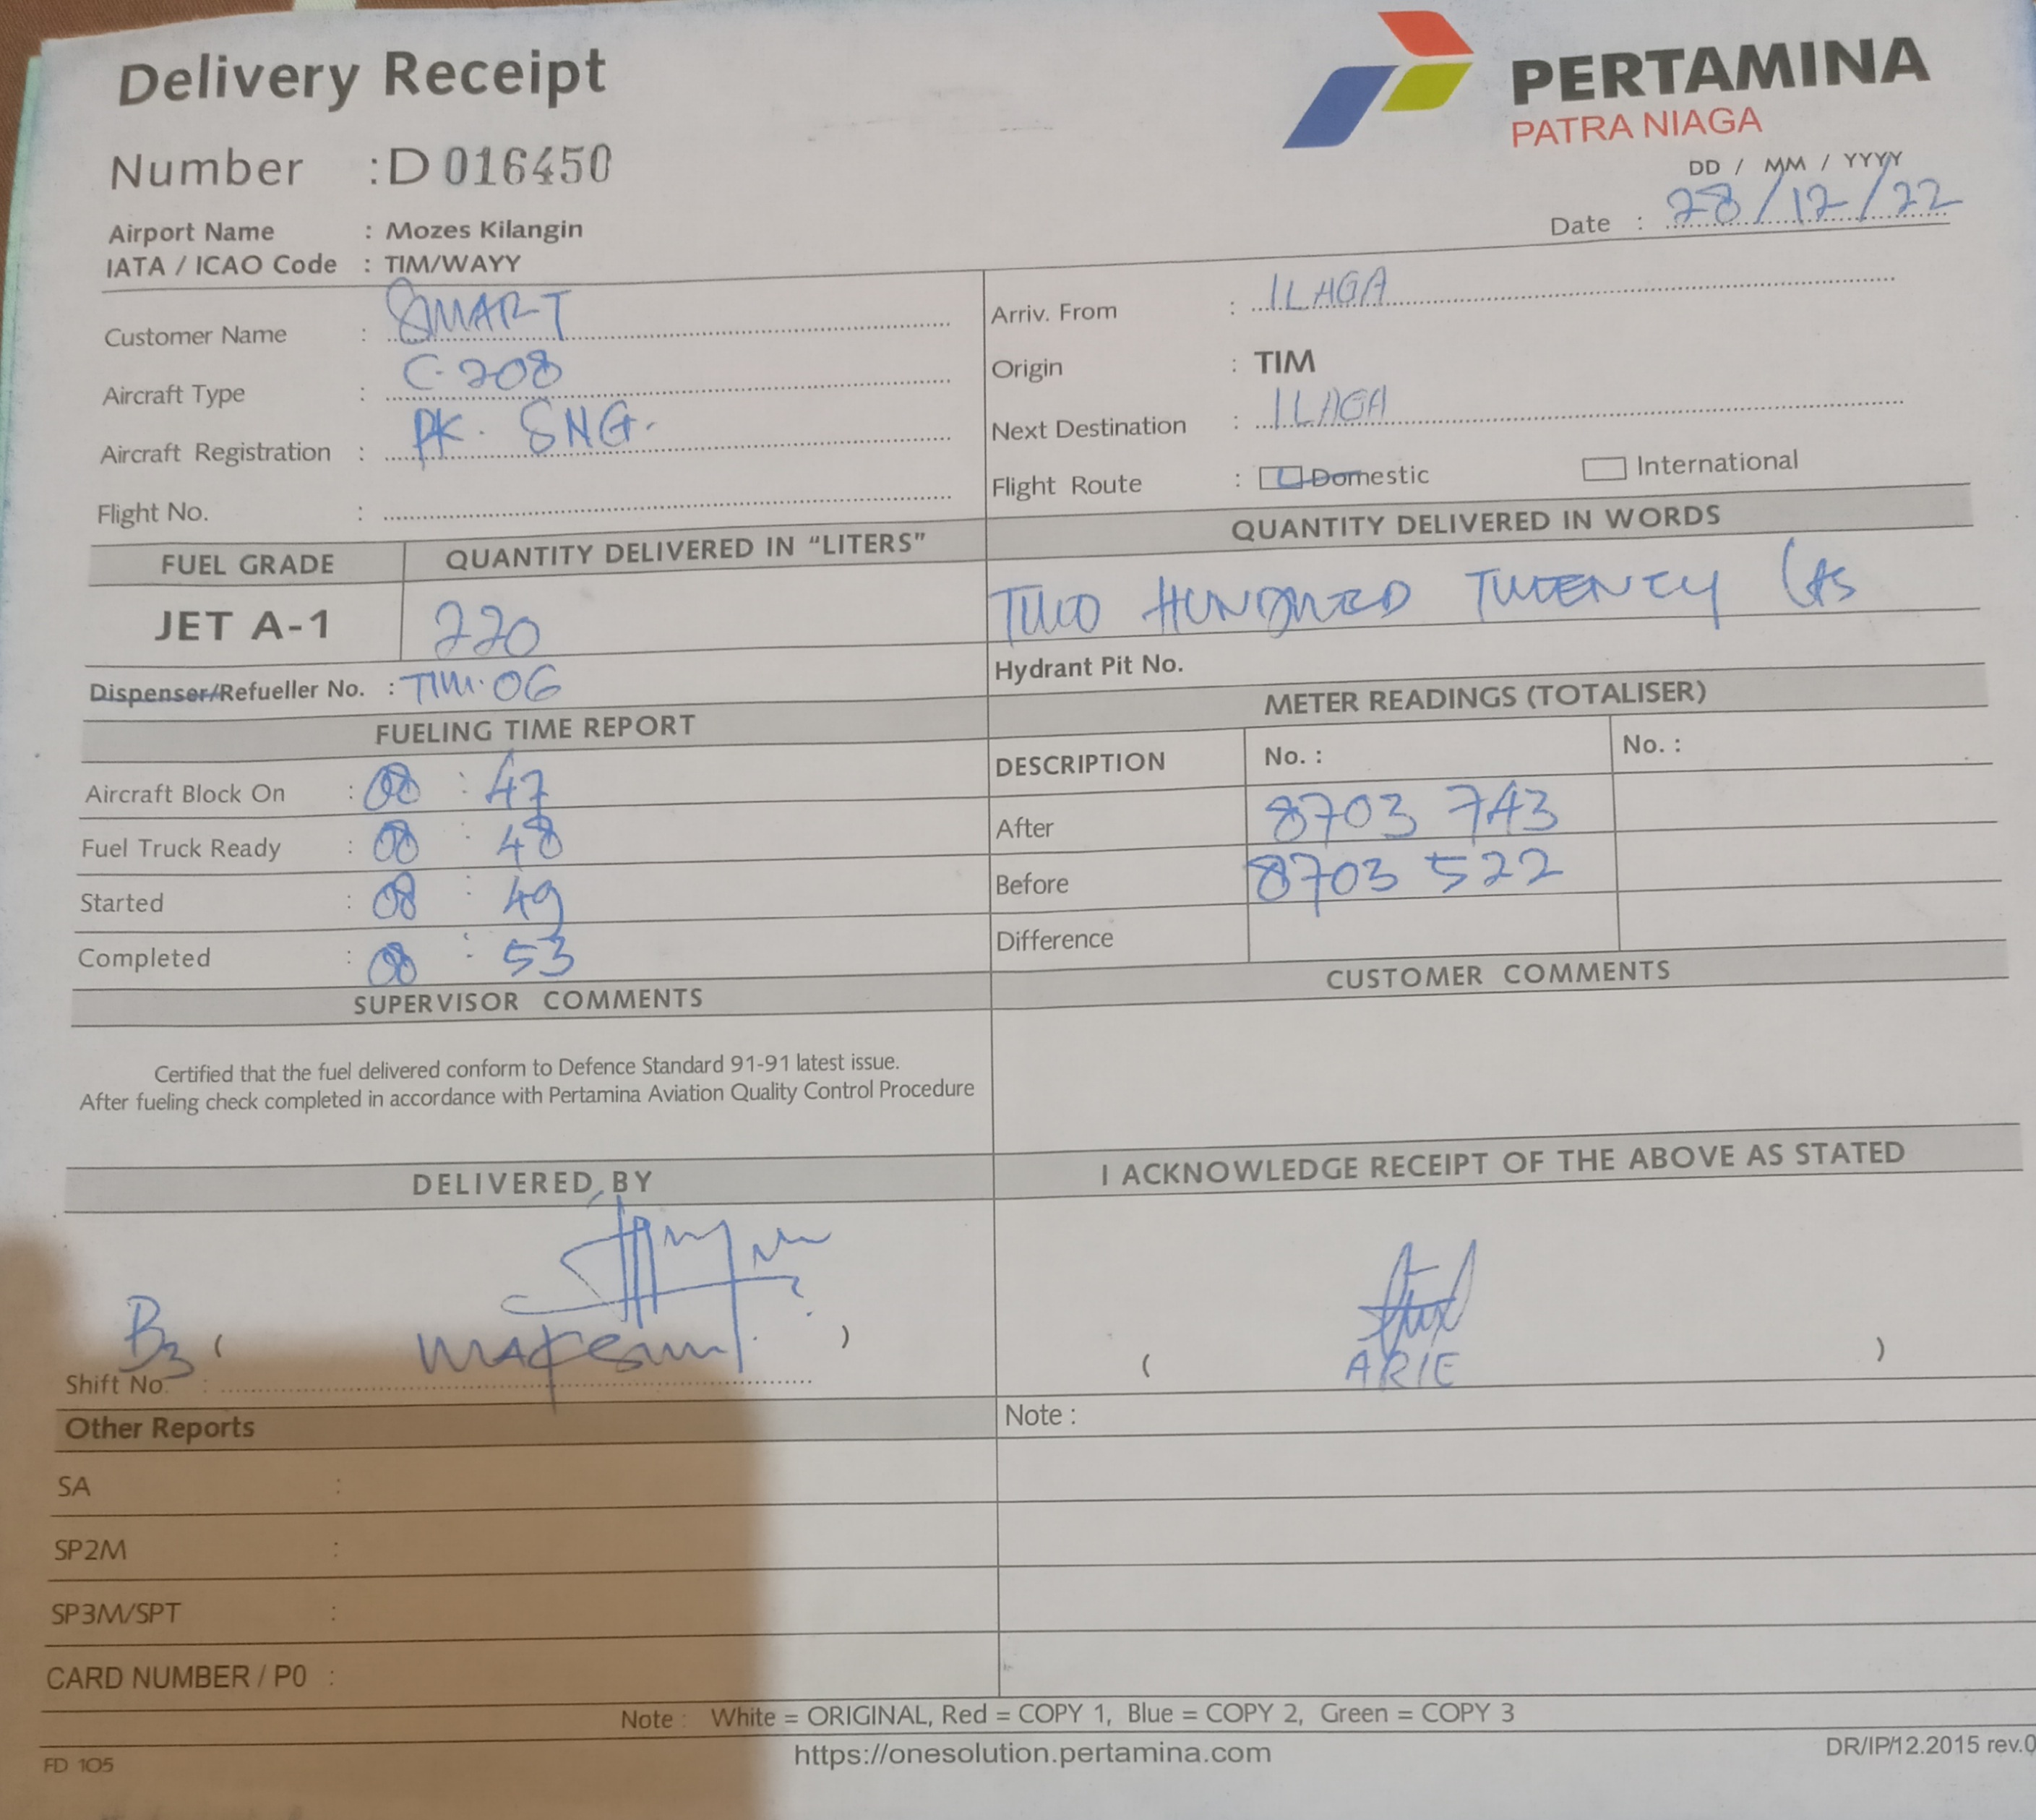 Delivery Receipt
PERTAMINA
PATRA NIAGA
Number : D 016450
DD / MM / YYYY
Date : 28/12/22
Airport Name : Mozes Kilangin
IATA / ICAO Code : TIM/WAYY
Customer Name : SMART
Arriv. From : ILAGA
Aircraft Type : C-208
Origin : TIM
Aircraft Registration : PK. SNG.
Next Destination : ILAGA
Flight No. :
Flight Route : Domestic International
FUEL GRADE QUANTITY DELIVERED IN "LITERS" QUANTITY DELIVERED IN WORDS
JET A-1 220 TWO HUNDRED TWENTY
Dispenser/Refueller No. : TIM.06
Hydrant Pit No.
FUELING TIME REPORT
METER READINGS (TOTALISER)
DESCRIPTION No. : No. :
Aircraft Block On : 08 : 47
After 8703 743
Fuel Truck Ready : 08 : 48
Before 8703 522
Started : 08 : 49
Difference
Completed : 08 : 53
SUPERVISOR COMMENTS
CUSTOMER COMMENTS
Certified that the fuel delivered conform to Defence Standard 91-91 latest issue.
After fueling check completed in accordance with Pertamina Aviation Quality Control Procedure
DELIVERED BY
I ACKNOWLEDGE RECEIPT OF THE ABOVE AS STATED
B3 ( )
( ARIE )
Shift No. :
Other Reports
Note :
SA :
SP2M :
SP3M/SPT :
CARD NUMBER / P0 :
Note : White = ORIGINAL, Red = COPY 1, Blue = COPY 2, Green = COPY 3
FD 105
https://onesolution.pertamina.com
DR/IP/12.2015 rev.0